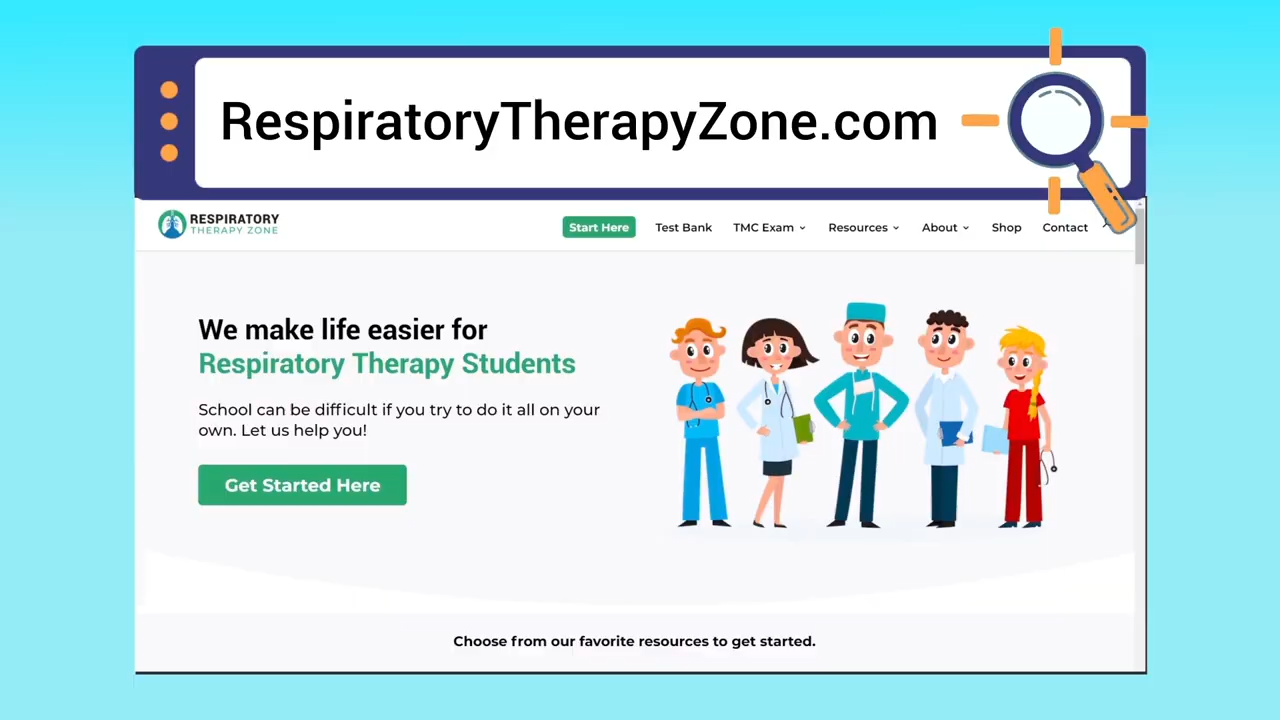 RespiratoryTherapyZone.com
RESPIRATORY
THERAPY ZONE
Start Here
Test Bank
TMC Exam
Resources
About
Shop
Contact
We make life easier for
Respiratory Therapy Students
School can be difficult if you try to do it all on your
own. Let us help you!
Get Started Here
Choose from our favorite resources to get started.